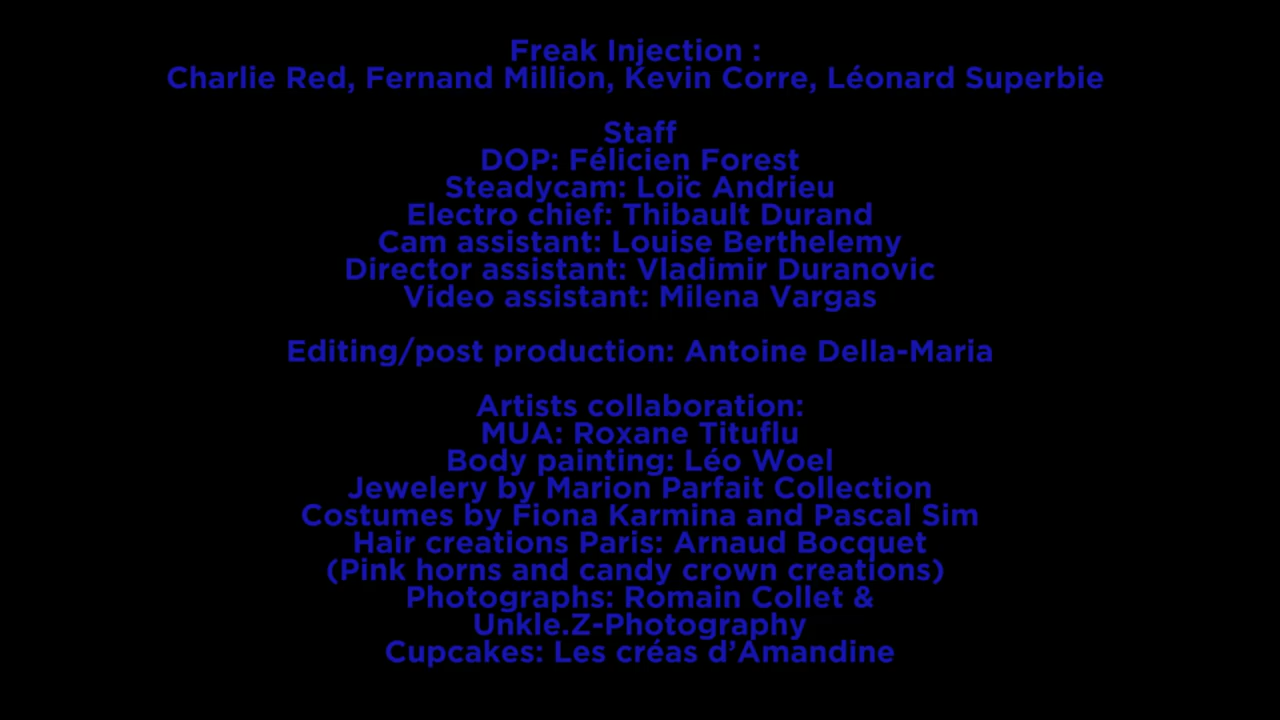 Freak Injection :
Charlie Red, Fernand Million, Kevin Corre, Léonard Superbie
Staff
DOP: Félicien Forest
Steadycam: Loïc Andrieu
Electro chief: Thibault Durand
Cam assistant: Louise Berthelemy
Director assistant: Vladimir Duranovic
Video assistant: Milena Vargas
Editing/post production: Antoine Della-Maria
Artists collaboration:
MUA: Roxane Tituflu
Body painting: Léo Woel
Jewelery by Marion Parfait Collection
Costumes by Fiona Karmina and Pascal Sim
Hair creations Paris: Arnaud Bocquet
(Pink horns and candy crown creations)
Photographs: Romain Collet &
Unkle.Z-Photography
Cupcakes: Les créas d’Amandine